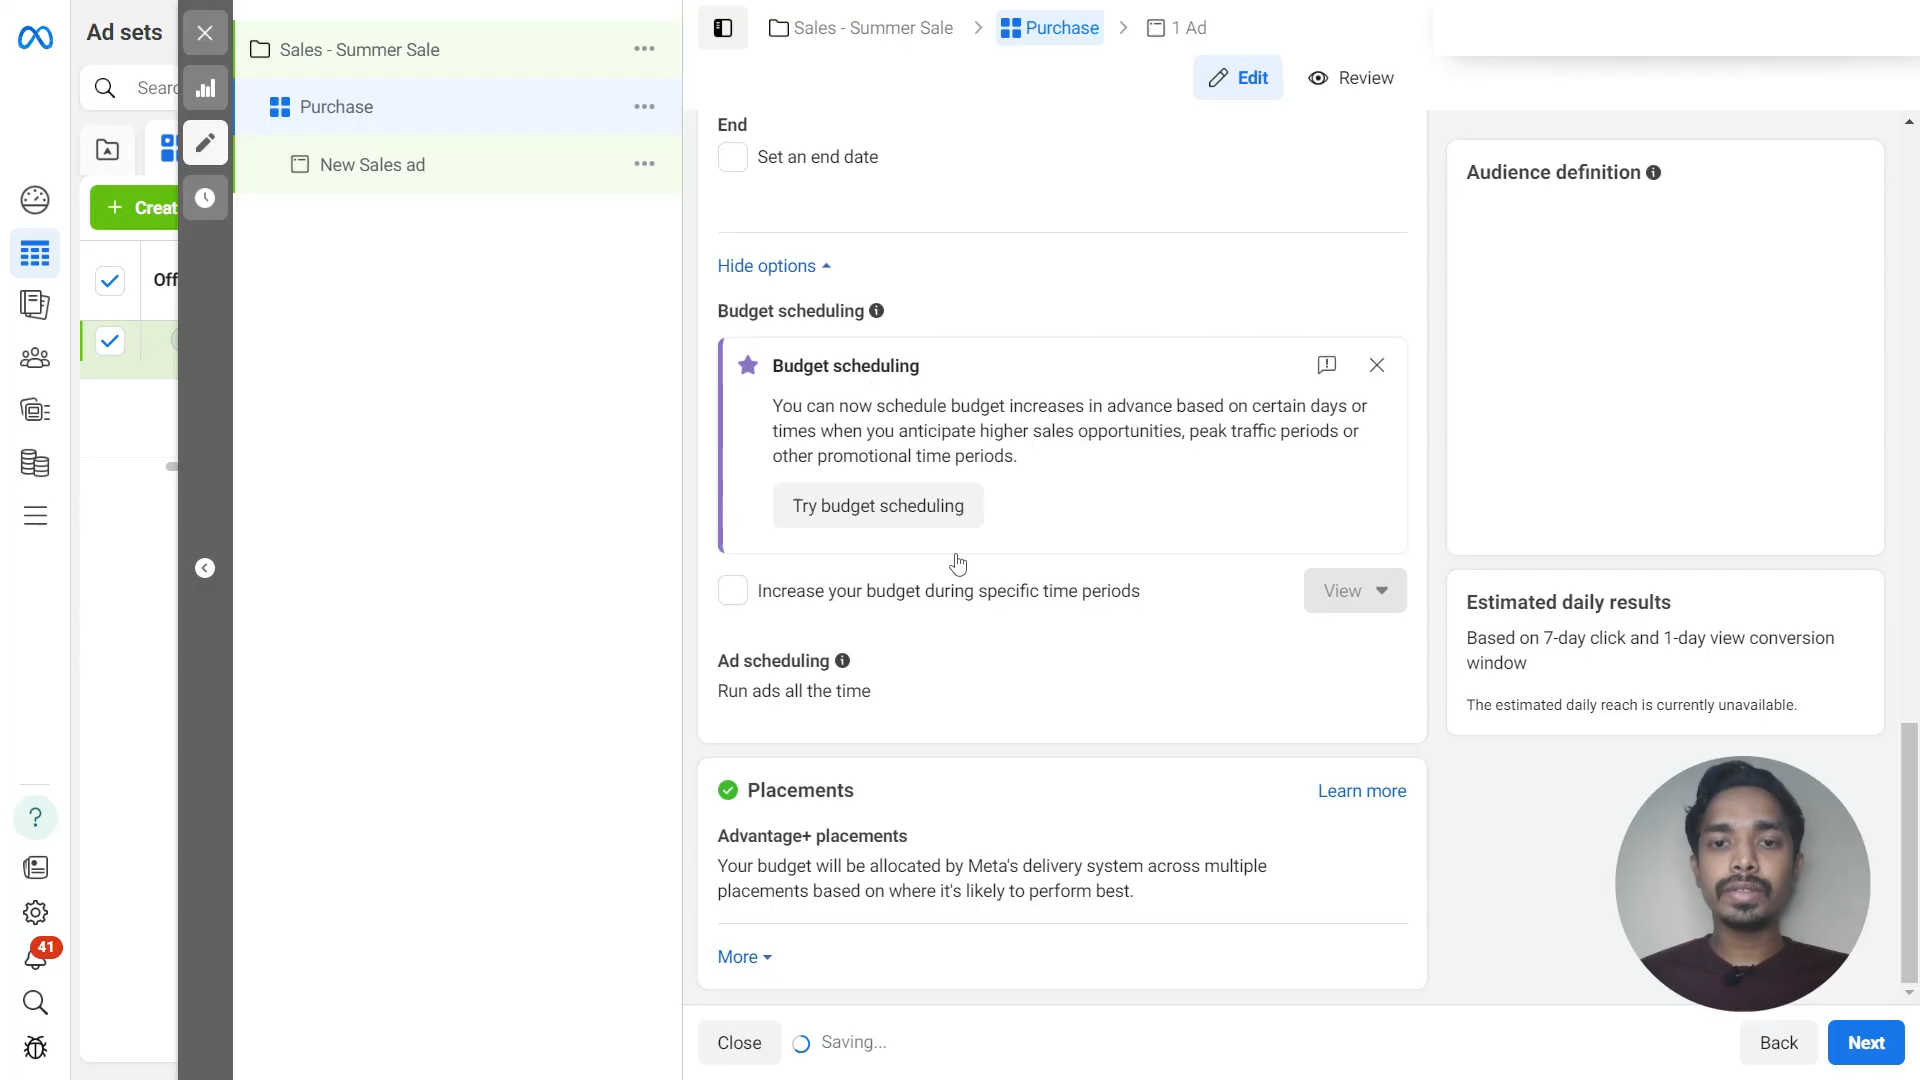 Ad sets
Searc
+ Creat
Off
?
41
Sales - Summer Sale
Purchase
New Sales ad
Sales - Summer Sale
Purchase
1 Ad
Edit
Review
End
Set an end date
Hide options
Budget scheduling
Budget scheduling
You can now schedule budget increases in advance based on certain days or
times when you anticipate higher sales opportunities, peak traffic periods or
other promotional time periods.
Try budget scheduling
Increase your budget during specific time periods
View
Ad scheduling
Run ads all the time
Placements
Learn more
Advantage+ placements
Your budget will be allocated by Meta's delivery system across multiple
placements based on where it's likely to perform best.
More
Close
Saving...
Back
Next
Audience definition
Estimated daily results
Based on 7-day click and 1-day view conversion
window
The estimated daily reach is currently unavailable.